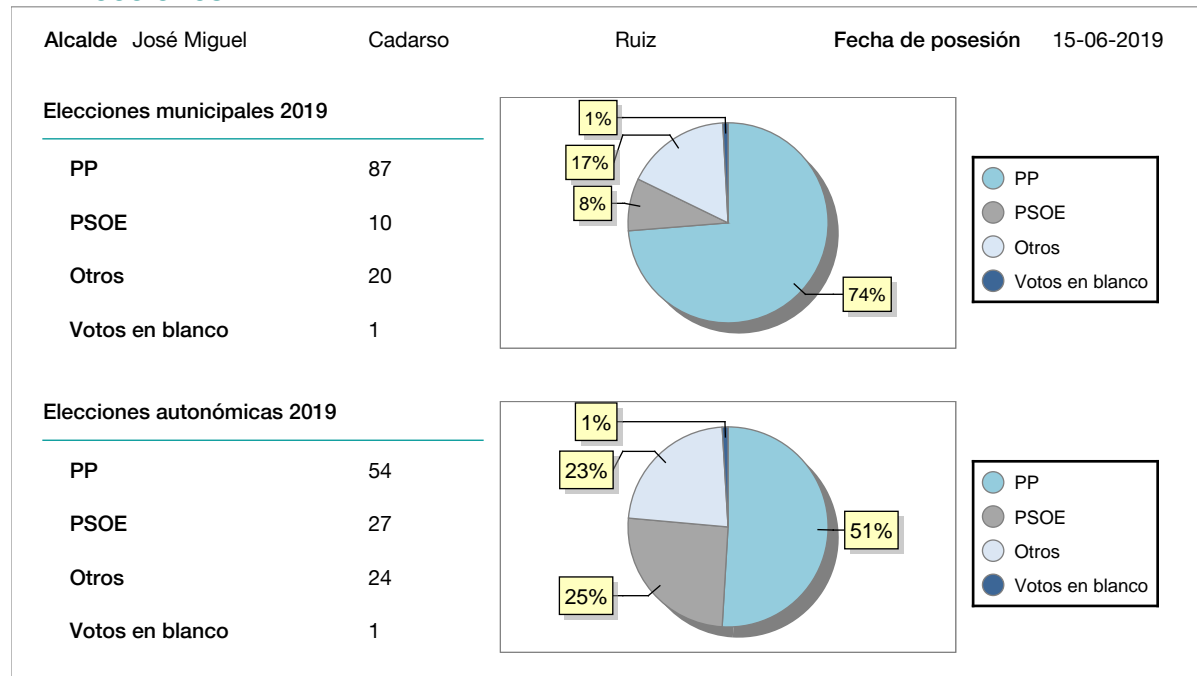 Alcalde José Miguel Cadarso Ruiz Fecha de posesión 15-06-2019
Elecciones municipales 2019
PP 87
PSOE 10
Otros 20
Votos en blanco 1
1%
17%
8%
74%
PP
PSOE
Otros
Votos en blanco
Elecciones autonómicas 2019
PP 54
PSOE 27
Otros 24
Votos en blanco 1
1%
23%
51%
25%
PP
PSOE
Otros
Votos en blanco